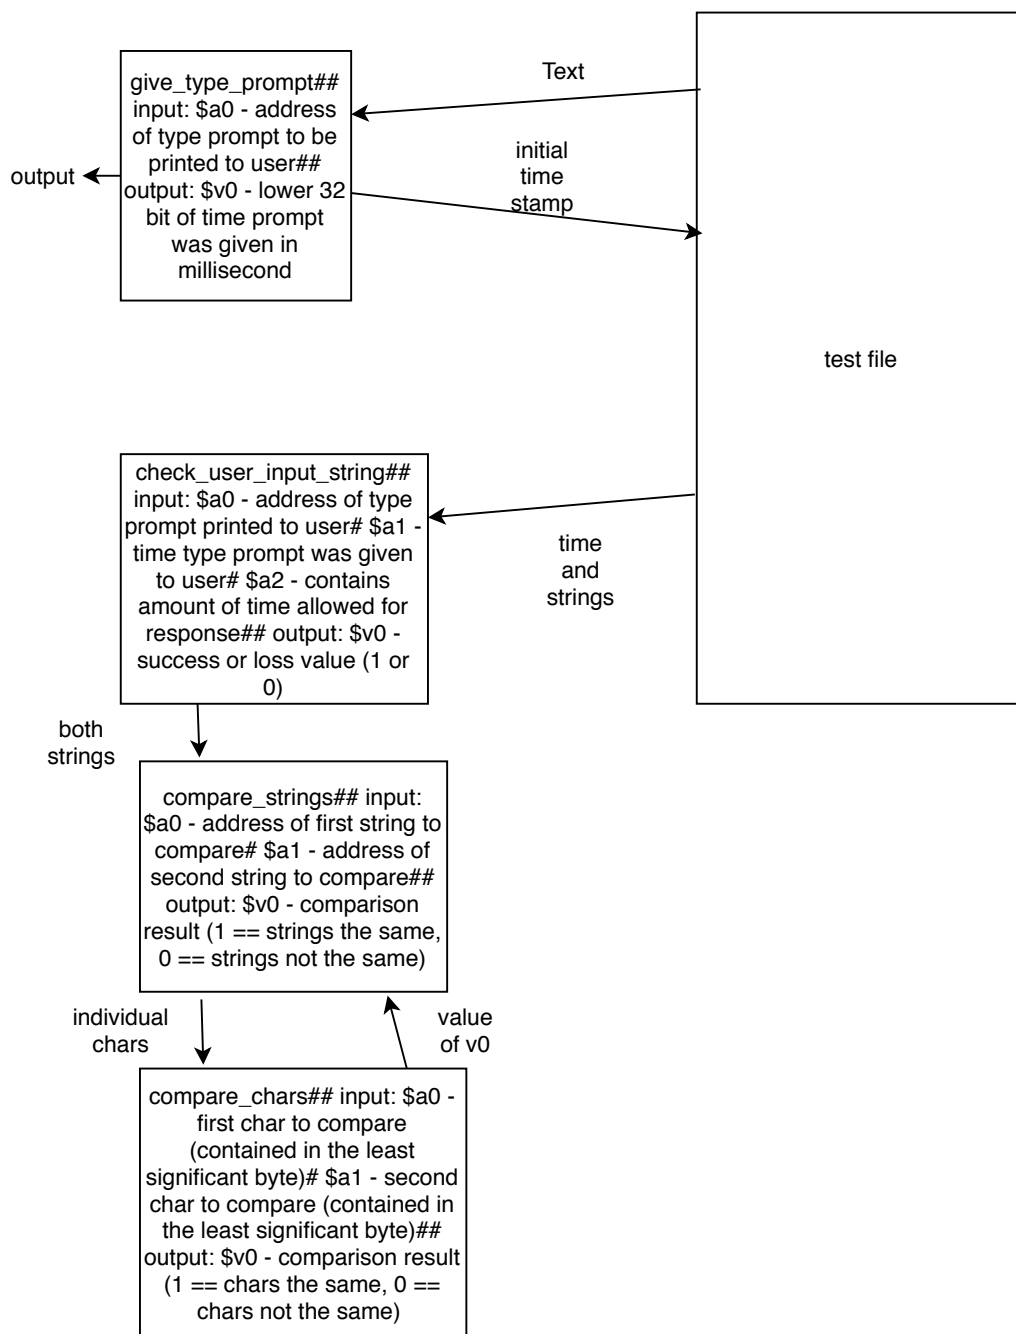 give_type_prompt##
input: $a0 - address
of type prompt to be
printed to user##
output: $v0 - lower 32
bit of time prompt
was given in
millisecond
output
Text
initial
time
stamp
test file
check_user_input_string##
input: $a0 - address of type
prompt printed to user# $a1 -
time type prompt was given
to user# $a2 - contains
amount of time allowed for
response## output: $v0 -
success or loss value (1 or
0)
time
and
strings
both
strings
compare_strings## input:
$a0 - address of first string to
compare# $a1 - address of
second string to compare##
output: $v0 - comparison
result (1 == strings the same,
0 == strings not the same)
individual
chars
value
of v0
compare_chars## input: $a0 -
first char to compare
(contained in the least
significant byte)# $a1 - second
char to compare (contained in
the least significant byte)##
output: $v0 - comparison result
(1 == chars the same, 0 ==
chars not the same)